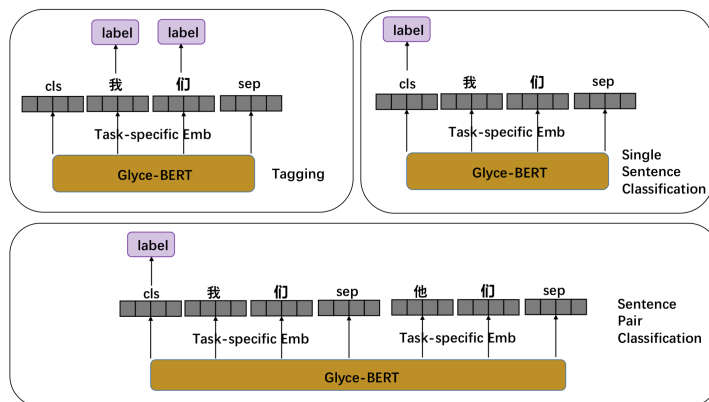 label label
cls 我 们 sep
Task-specific Emb
Glyce-BERT
Tagging
label
cls 我 们 sep
Task-specific Emb
Glyce-BERT
Single
Sentence
Classification
label
cls 我 们 sep 他 们 sep
Task-specific Emb Task-specific Emb
Glyce-BERT
Sentence
Pair
Classification